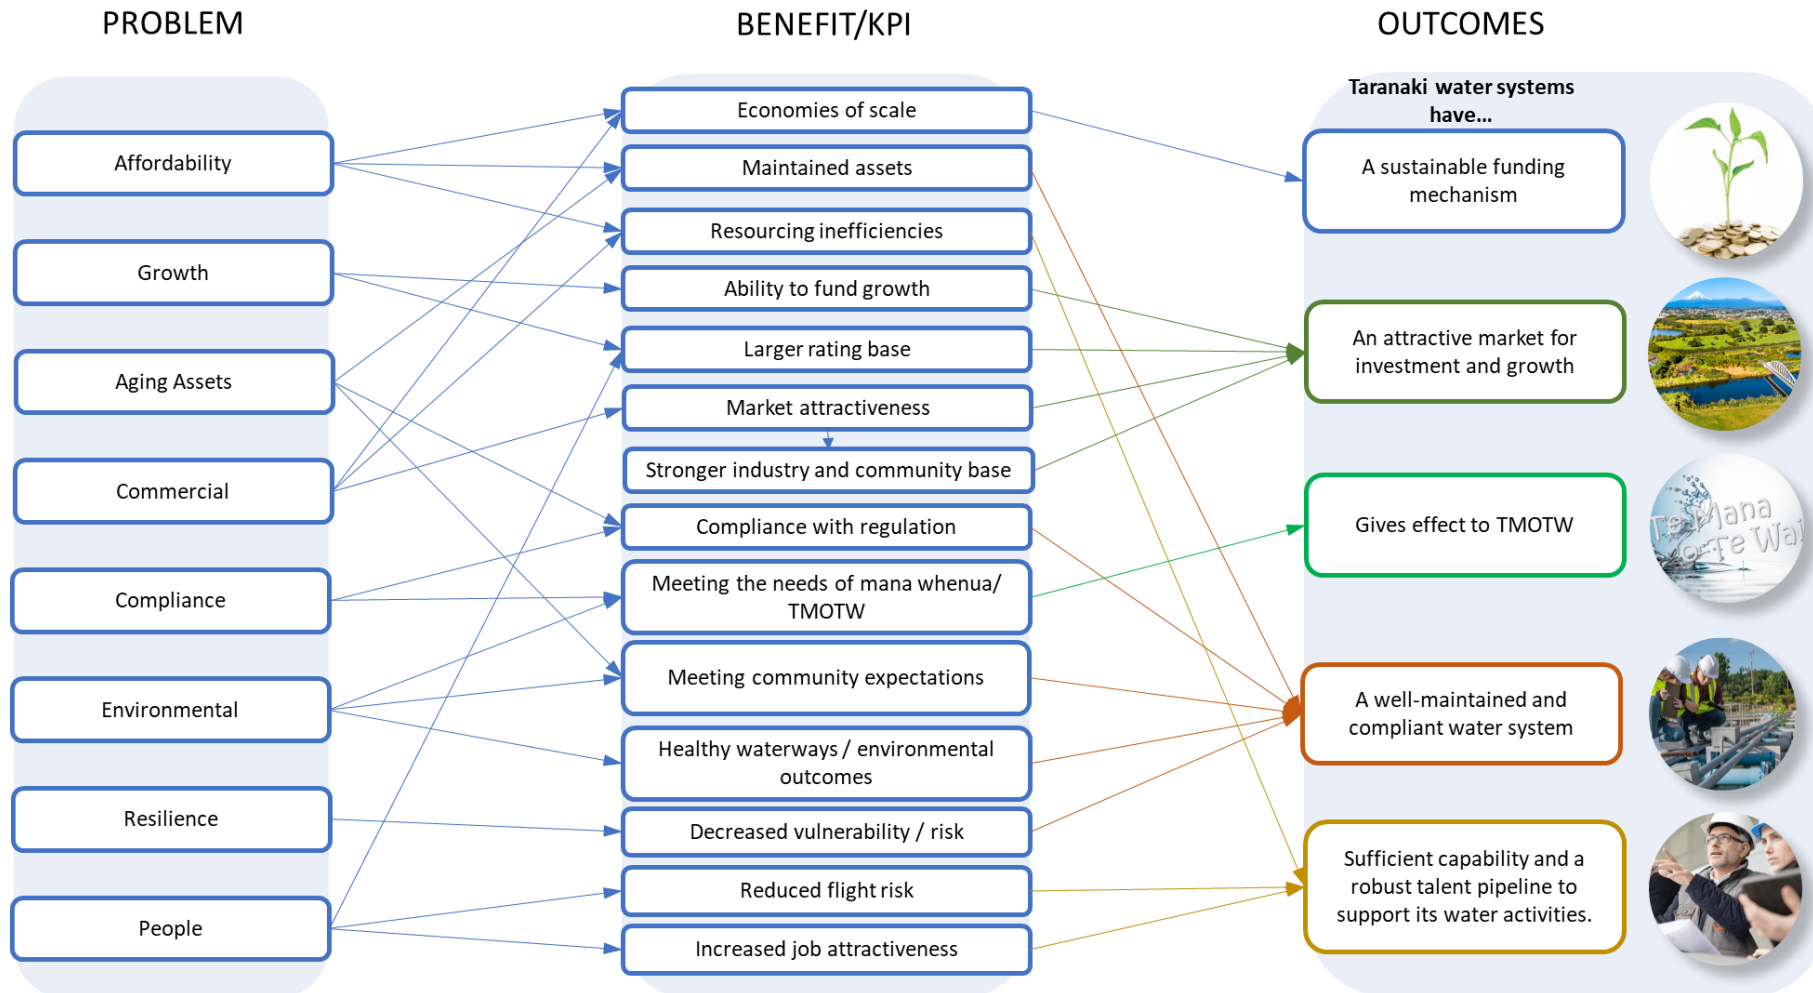 PROBLEM
BENEFIT/KPI
OUTCOMES
Affordability
Growth
Aging Assets
Commercial
Compliance
Environmental
Resilience
People
Economies of scale
Maintained assets
Resourcing inefficiencies
Ability to fund growth
Larger rating base
Market attractiveness
Stronger industry and community base
Compliance with regulation
Meeting the needs of mana whenua/
TMOTW
Meeting community expectations
Healthy waterways / environmental
outcomes
Decreased vulnerability / risk
Reduced flight risk
Increased job attractiveness
Taranaki water systems
have...
A sustainable funding
mechanism
An attractive market for
investment and growth
Gives effect to TMOTW
Te Mana
o Te Wai
A well-maintained and
compliant water system
Sufficient capability and a
robust talent pipeline to
support its water activities.